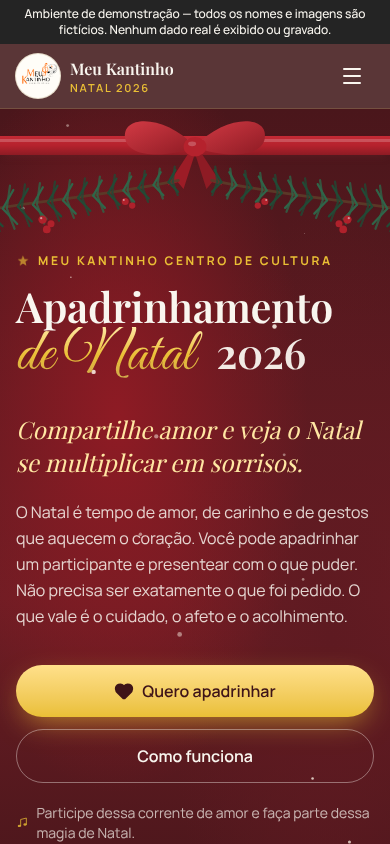 Ambiente de demonstração — todos os nomes e imagens são
fictícios. Nenhum dado real é exibido ou gravado.
Meu Kantinho
Meu Kantinho
NATAL 2026
MEU KANTINHO CENTRO DE CULTURA
Apadrinhamento
de Natal 2026
Compartilhe amor e veja o Natal
se multiplicar em sorrisos.
O Natal é tempo de amor, de carinho e de gestos
que aquecem o coração. Você pode apadrinhar
um participante e presentear com o que puder.
Não precisa ser exatamente o que foi pedido. O
que vale é o cuidado, o afeto e o acolhimento.
Quero apadrinhar
Como funciona
Participe dessa corrente de amor e faça parte dessa
magia de Natal.